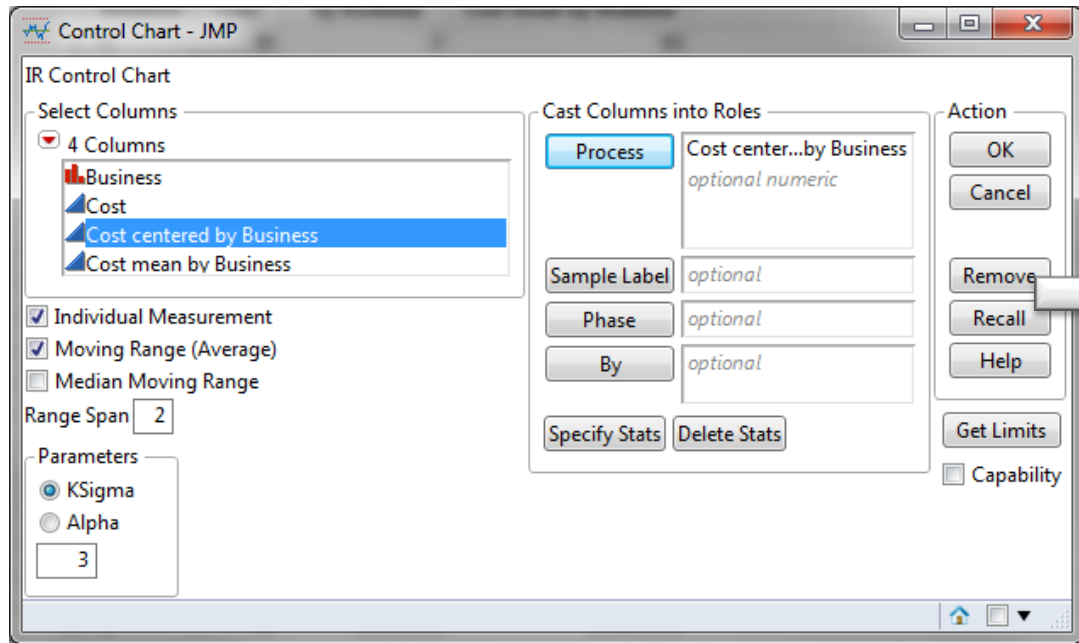 Control Chart - JMP
IR Control Chart
Select Columns
4 Columns
Business
Cost
Cost centered by Business
Cost mean by Business
Individual Measurement
Moving Range (Average)
Median Moving Range
Range Span 2
Parameters
KSigma
Alpha
3
Cast Columns into Roles
Process Cost center...by Business
optional numeric
Sample Label optional
Phase optional
By optional
Specify Stats Delete Stats
Action
OK
Cancel
Remove
Recall
Help
Get Limits
Capability